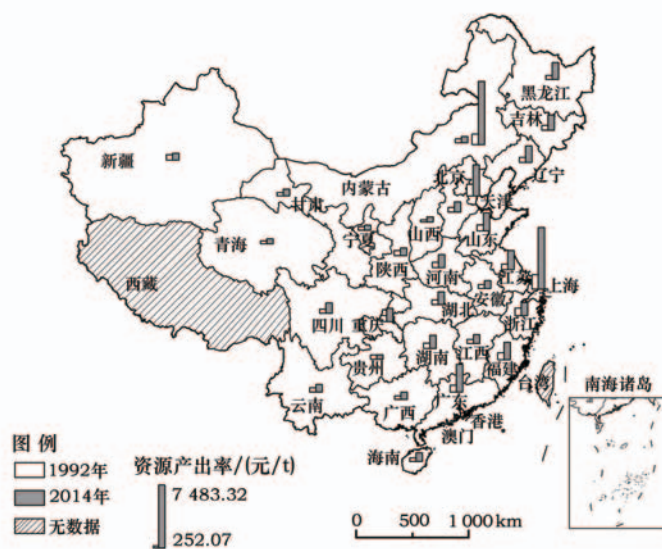 黑龙江
吉林
新疆
内蒙古
北京
辽宁
甘肃
天津
宁夏
山西
山东
青海
陕西
西藏
河南
江苏
上海
安徽
湖北
四川
重庆
浙江
湖南
江西
贵州
福建
台湾
南海诸岛
云南
广西
广东
香港
澳门
海南
图 例
1992年
2014年
无数据
资源产出率/(元/t)
7 483.32
252.07
0 500 1 000 km